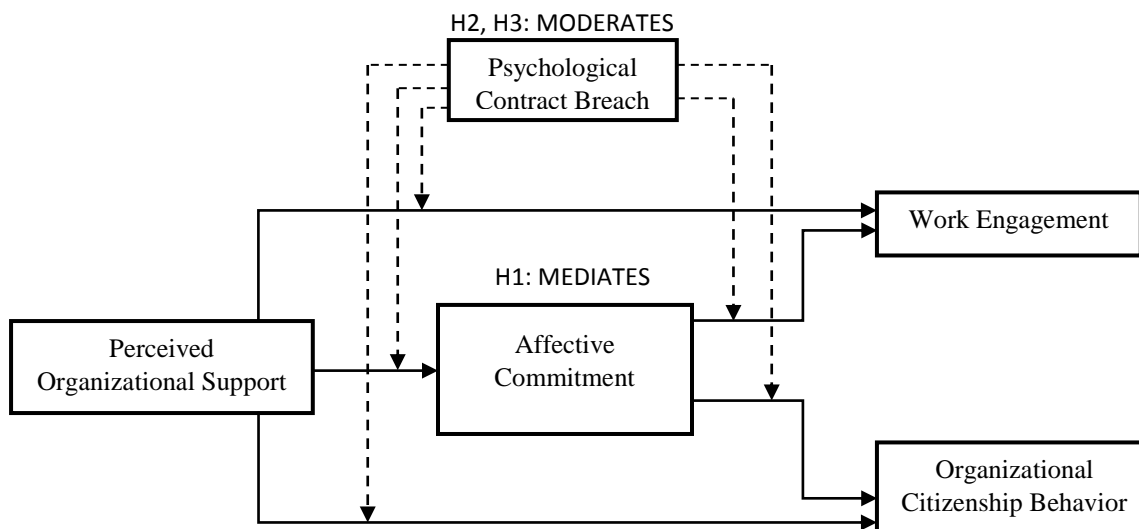 H2, H3: MODERATES
Psychological
Contract Breach
Work Engagement
H1: MEDIATES
Affective
Commitment
Perceived
Organizational Support
Organizational
Citizenship Behavior